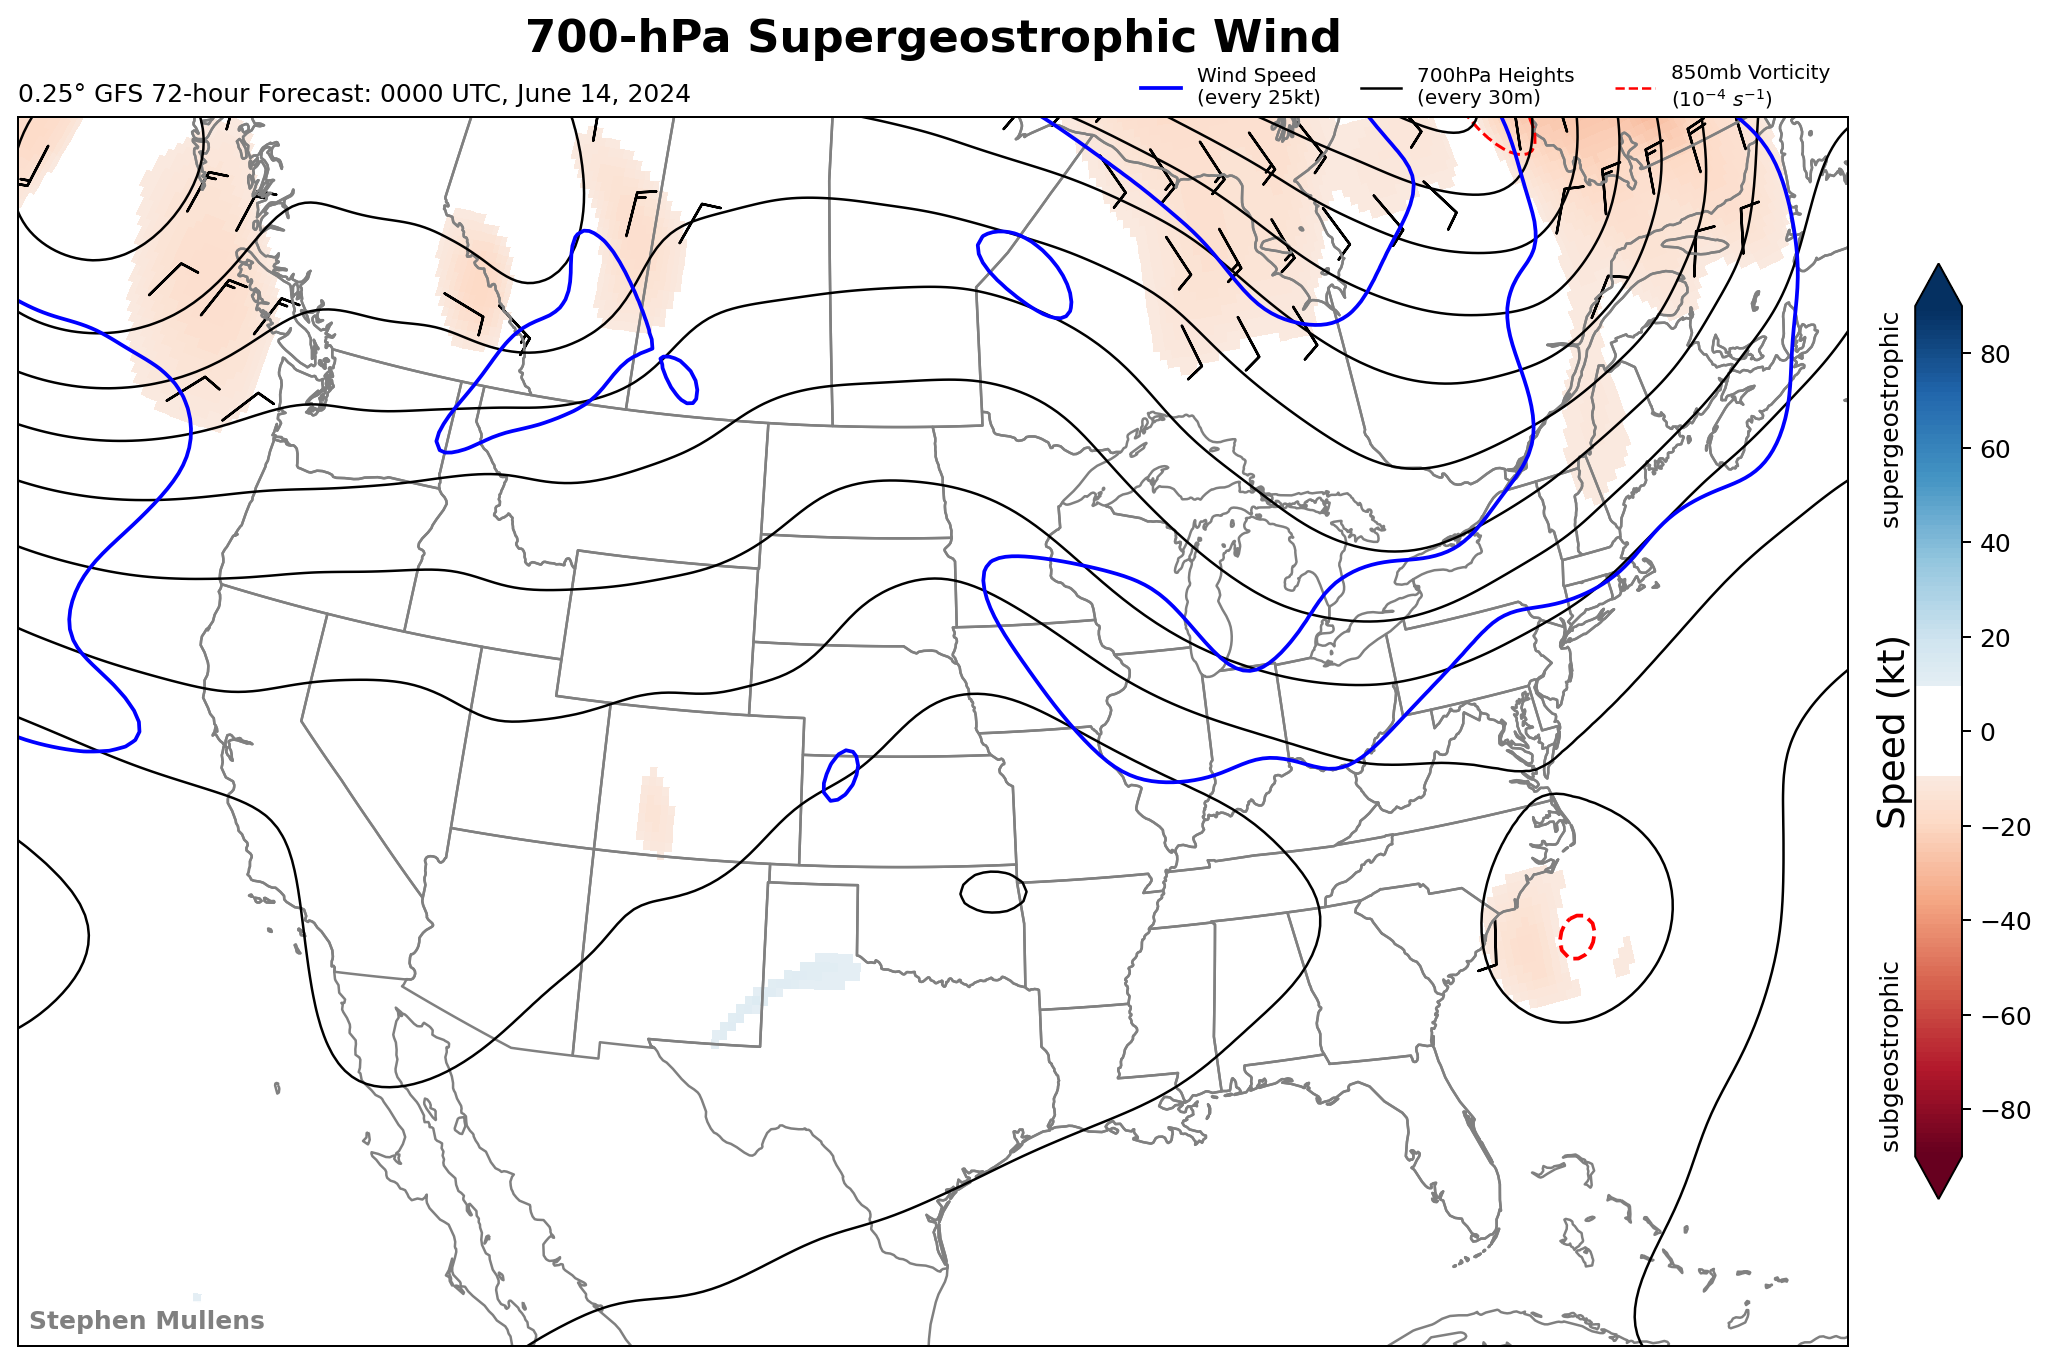 700-hPa Supergeostrophic Wind
0.25° GFS 72-hour Forecast: 0000 UTC, June 14, 2024
Wind Speed
(every 25kt)
700hPa Heights
(every 30m)
850mb Vorticity
(10⁻⁴ s⁻¹)
supergeostrophic
Speed (kt)
subgeostrophic
80
60
40
20
0
−20
−40
−60
−80
Stephen Mullens